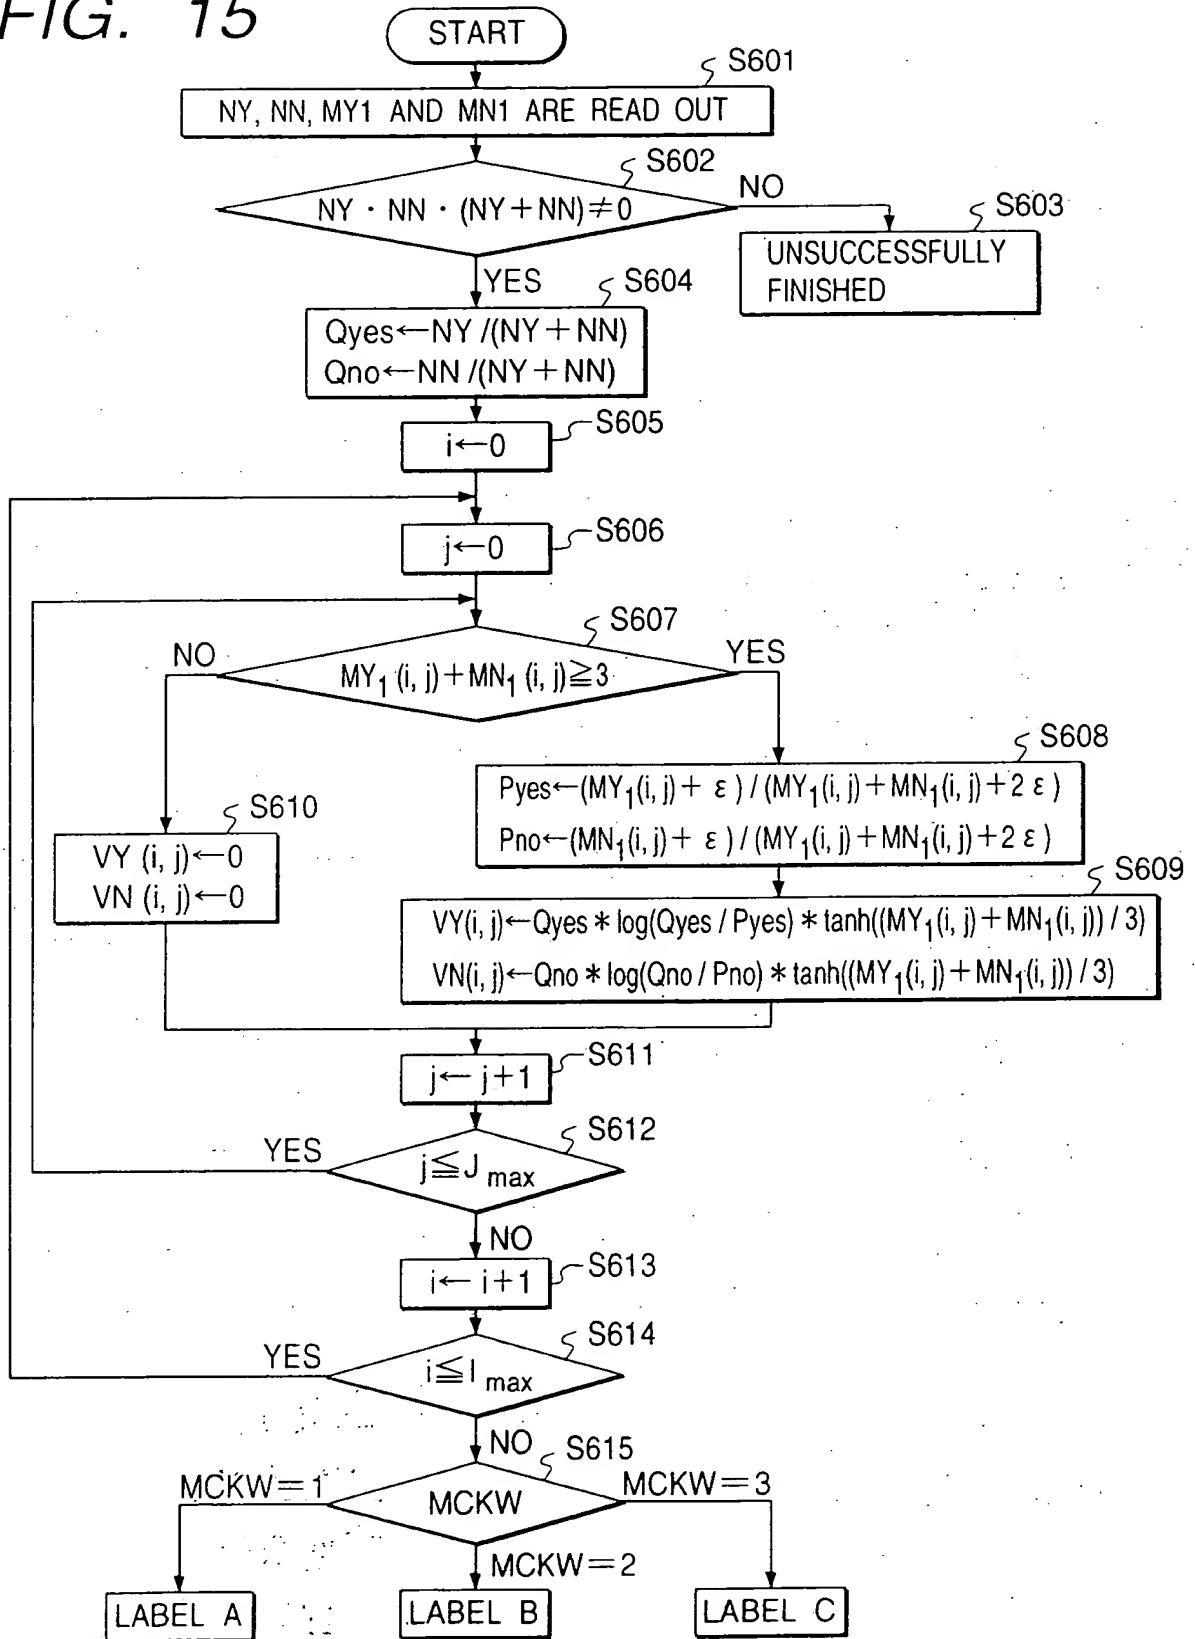 FIG. 15
START
S601
NY, NN, MY1 AND MN1 ARE READ OUT
S602
NY · NN · (NY+NN)≠0
NO
S603
UNSUCCESSFULLY
FINISHED
YES
S604
Qyes←NY/(NY+NN)
Qno←NN/(NY+NN)
S605
i←0
S606
j←0
S607
NO
MY₁(i, j)+MN₁(i, j)≧3
YES
S608
Pyes←(MY₁(i, j)+ ε)/(MY₁(i, j)+MN₁(i, j)+2 ε)
Pno←(MN₁(i, j)+ ε)/(MY₁(i, j)+MN₁(i, j)+2 ε)
S610
VY (i, j)←0
VN (i, j)←0
S609
VY(i, j)←Qyes*log(Qyes/Pyes)*tanh((MY₁(i, j)+MN₁(i, j))/3)
VN(i, j)←Qno*log(Qno/Pno)*tanh((MY₁(i, j)+MN₁(i, j))/3)
S611
j← j+1
S612
YES
j≦J max
NO
S613
i← i+1
S614
YES
i≦I max
NO
S615
MCKW=1
MCKW
MCKW=3
MCKW=2
LABEL A
LABEL B
LABEL C